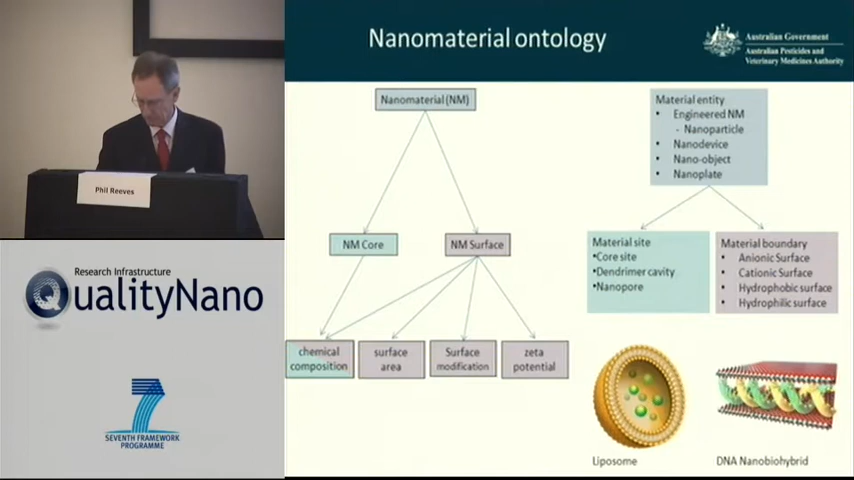 Nanomaterial ontology
Australian Government
Australian Pesticides and
Veterinary Medicines Authority
Phil Reeves
Research Infrastructure
QualityNano
SEVENTH FRAMEWORK
PROGRAMME
Nanomaterial (NM)
NM Core
NM Surface
chemical
composition
surface
area
Surface
modification
zeta
potential
Material entity
• Engineered NM
- Nanoparticle
• Nanodevice
• Nano-object
• Nanoplate
Material site
•Core site
•Dendrimer cavity
•Nanopore
Material boundary
• Anionic Surface
• Cationic Surface
• Hydrophobic surface
• Hydrophilic surface
Liposome
DNA Nanobiohybrid